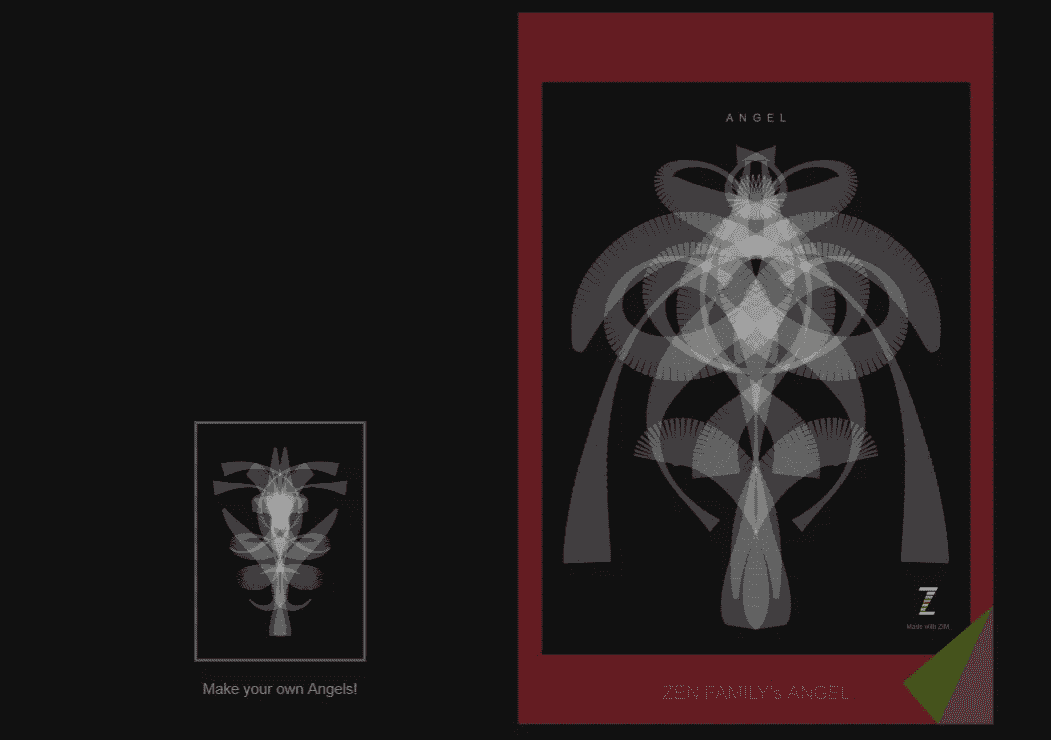 ANGEL
Z
Made with ZIM
Make your own Angels!
ZEN FAMILY's ANGEL